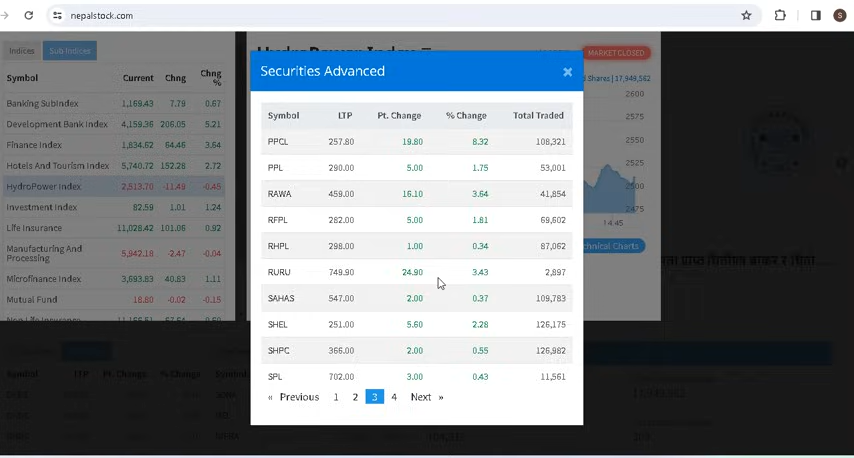 nepalstock.com
S
Indices
Sub Indices
Symbol Current Chng Chng %
Banking SubIndex 1,169.43 7.79 0.67
Development Bank Index 4,159.36 206.05 5.21
Finance Index 1,834.62 64.46 3.64
Hotels And Tourism Index 5,740.72 152.28 2.72
HydroPower Index 2,513.70 -11.49 -0.45
Investment Index 82.59 1.01 1.24
Life Insurance 11,028.42 101.06 0.92
Manufacturing And
Processing 5,942.18 -2.47 -0.04
Microfinance Index 3,693.83 40.83 1.11
Mutual Fund 18.80 -0.02 -0.15
MARKET CLOSED
Shares | 17,949,562
2600
2575
2550
2525
2500
2475
14:45
chnical Charts
Securities Advanced
×
Symbol LTP Pt. Change % Change Total Traded
PPCL 257.80 19.80 8.32 108,321
PPL 290.00 5.00 1.75 53,001
RAWA 459.00 16.10 3.64 41,854
RFPL 282.00 5.00 1.81 69,602
RHPL 298.00 1.00 0.34 87,062
RURU 749.90 24.90 3.43 2,897
SAHAS 547.00 2.00 0.37 109,783
SHEL 251.00 5.60 2.28 126,175
SHPC 366.00 2.00 0.55 126,982
SPL 702.00 3.00 0.43 11,561
« Previous 1 2 3 4 Next »
Symbol LTP Pt. Change % Change Symbol